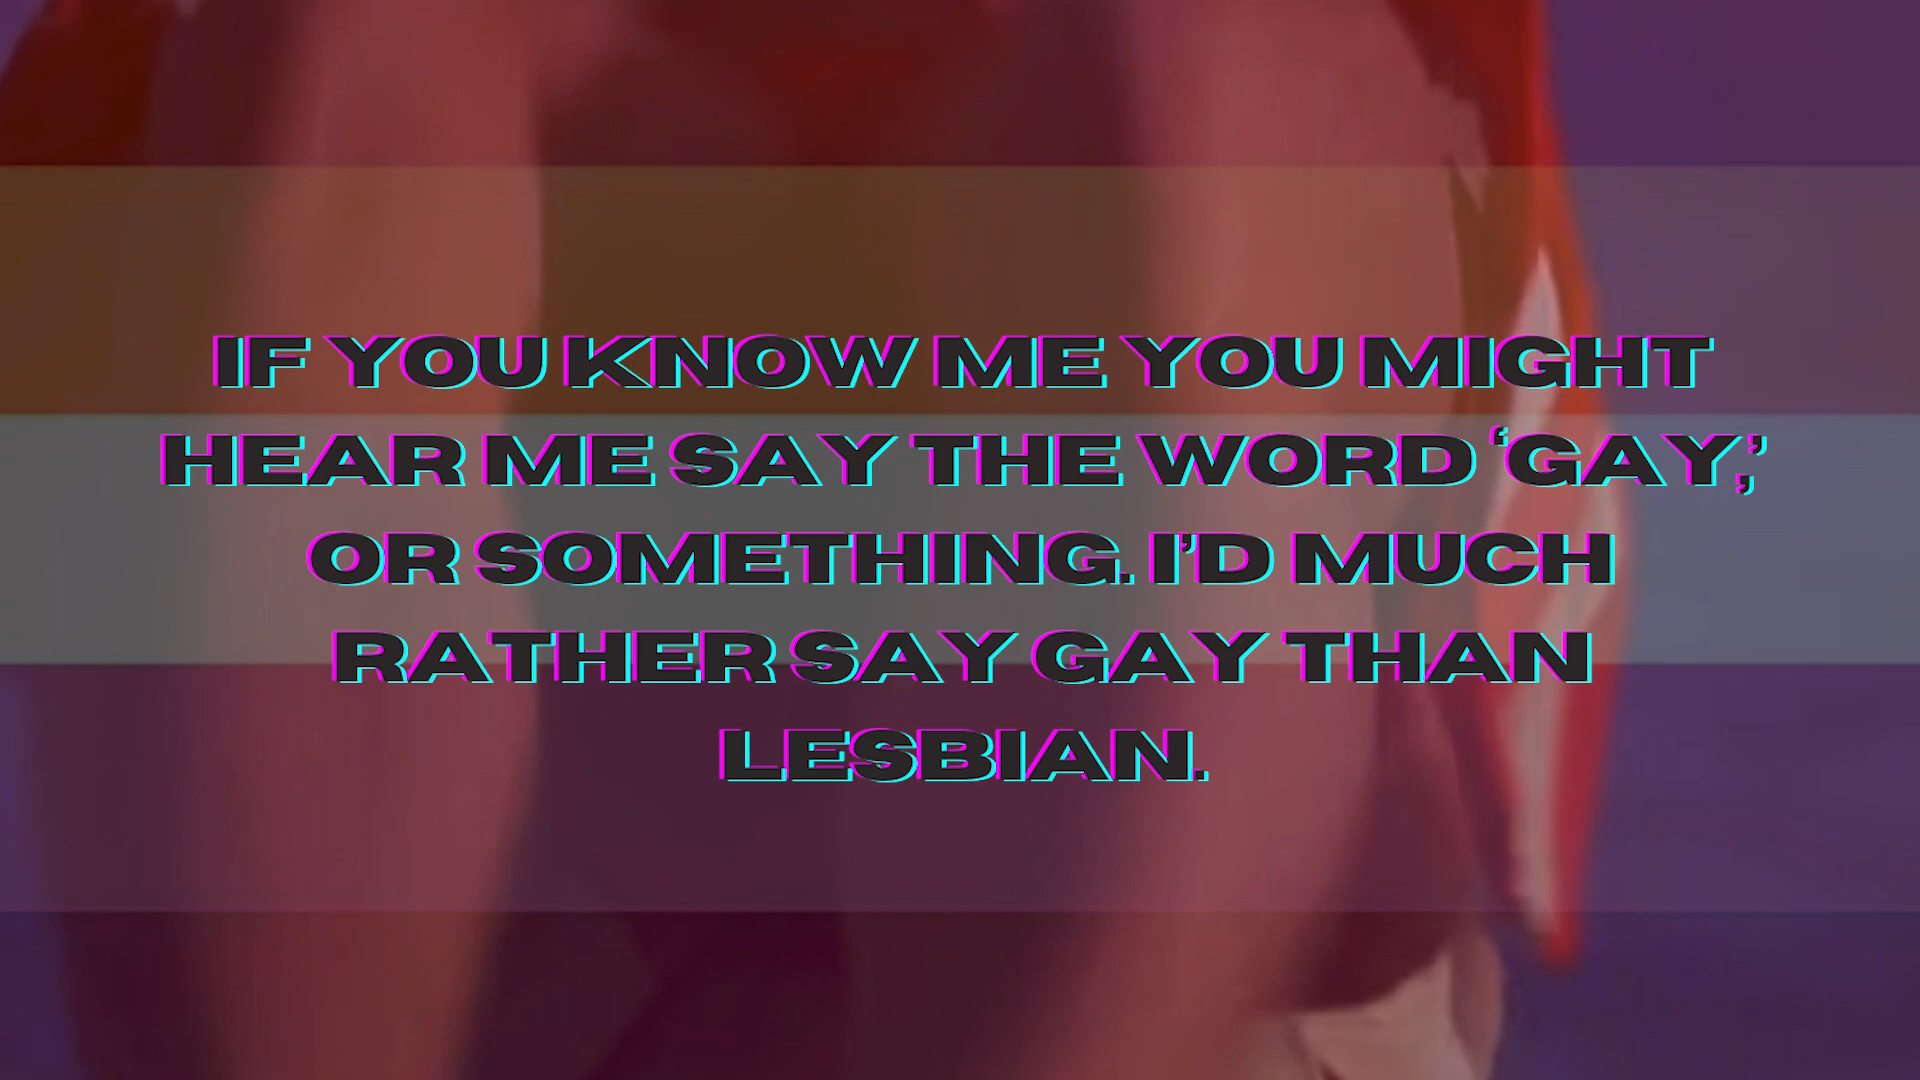 IF YOU KNOW ME YOU MIGHT
HEAR ME SAY THE WORD ‘GAY,’
OR SOMETHING. I’D MUCH
RATHER SAY GAY THAN
LESBIAN.